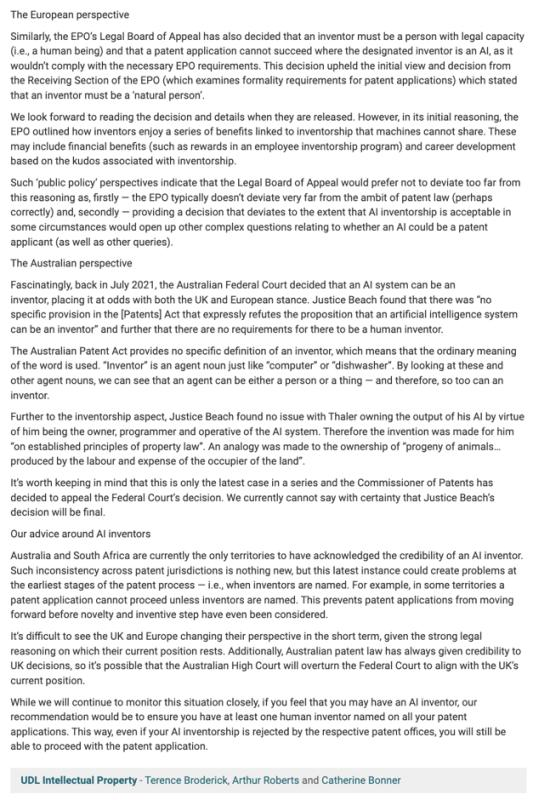 The European perspective
Similarly, the EPO's Legal Board of Appeal has also decided that an inventor must be a person with legal capacity
(i.e., a human being) and that a patent application cannot succeed where the designated inventor is an AI, as it
wouldn't comply with the necessary EPO requirements. This decision upheld the initial view and decision from
the Receiving Section of the EPO (which examines formality requirements for patent applications) which stated
that an inventor must be a 'natural person'.
We look forward to reading the decision and details when they are released. However, in its initial reasoning, the
EPO outlined how inventors enjoy a series of benefits linked to inventorship that machines cannot share. These
may include financial benefits (such as rewards in an employee inventorship program) and career development
based on the kudos associated with inventorship.
Such 'public policy' perspectives indicate that the Legal Board of Appeal would prefer not to deviate too far from
this reasoning as, firstly — the EPO typically doesn't deviate very far from the ambit of patent law (perhaps
correctly) and, secondly — providing a decision that deviates to the extent that AI inventorship is acceptable in
some circumstances would open up other complex questions relating to whether an AI could be a patent
applicant (as well as other queries).
The Australian perspective
Fascinatingly, back in July 2021, the Australian Federal Court decided that an AI system can be an
inventor, placing it at odds with both the UK and European stance. Justice Beach found that there was "no
specific provision in the [Patents] Act that expressly refutes the proposition that an artificial intelligence system
can be an inventor" and further that there are no requirements for there to be a human inventor.
The Australian Patent Act provides no specific definition of an inventor, which means that the ordinary meaning
of the word is used. "Inventor" is an agent noun just like "computer" or "dishwasher". By looking at these and
other agent nouns, we can see that an agent can be either a person or a thing — and therefore, so too can an
inventor.
Further to the inventorship aspect, Justice Beach found no issue with Thaler owning the output of his AI by virtue
of him being the owner, programmer and operative of the AI system. Therefore the invention was made for him
"on established principles of property law". An analogy was made to the ownership of "progeny of animals...
produced by the labour and expense of the occupier of the land".
It's worth keeping in mind that this is only the latest case in a series and the Commissioner of Patents has
decided to appeal the Federal Court's decision. We currently cannot say with certainty that Justice Beach's
decision will be final.
Our advice around AI inventors
Australia and South Africa are currently the only territories to have acknowledged the credibility of an AI inventor.
Such inconsistency across patent jurisdictions is nothing new, but this latest instance could create problems at
the earliest stages of the patent process — i.e., when inventors are named. For example, in some territories a
patent application cannot proceed unless inventors are named. This prevents patent applications from moving
forward before novelty and inventive step have even been considered.
It's difficult to see the UK and Europe changing their perspective in the short term, given the strong legal
reasoning on which their current position rests. Additionally, Australian patent law has always given credibility to
UK decisions, so it's possible that the Australian High Court will overturn the Federal Court to align with the UK's
current position.
While we will continue to monitor this situation closely, if you feel that you may have an AI inventor, our
recommendation would be to ensure you have at least one human inventor named on all your patent
applications. This way, even if your AI inventorship is rejected by the respective patent offices, you will still be
able to proceed with the patent application.
UDL Intellectual Property - Terence Broderick, Arthur Roberts and Catherine Bonner